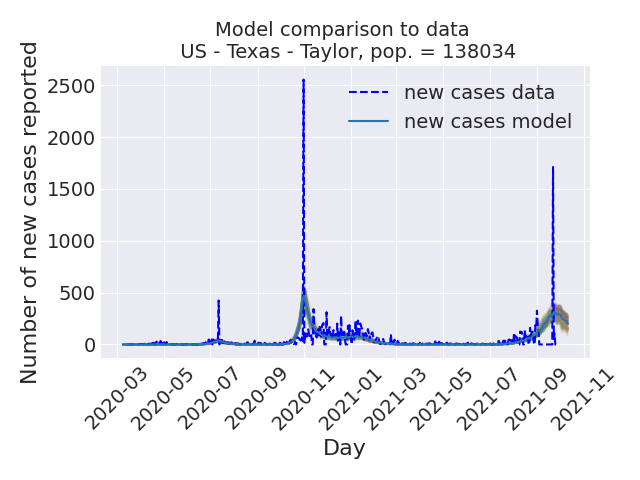 Model comparison to data
US - Texas - Taylor, pop. = 138034
Number of new cases reported
2500
2000
1500
1000
500
0
new cases data
new cases model
2020-03
2020-05
2020-07
2020-09
2020-11
2021-01
2021-03
2021-05
2021-07
2021-09
2021-11
Day